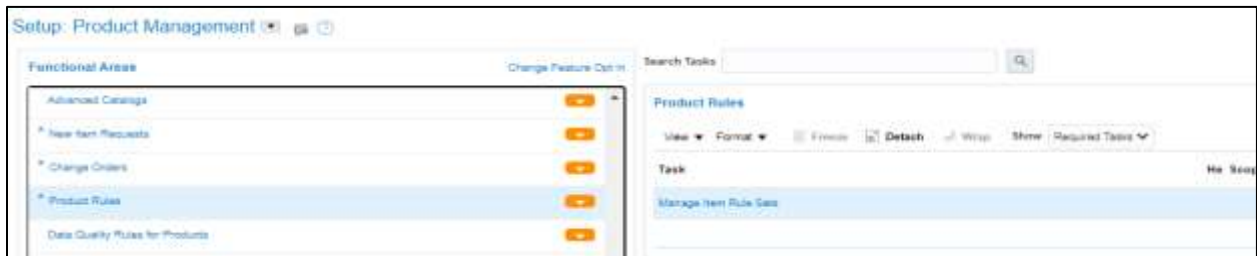 Setup: Product Management
Functional Areas
Change Feature Opt In
Advanced Catalogs
* New Item Requests
* Change Orders
* Product Rules
Data Quality Rules for Products
Search Tasks
Product Rules
View Format Freeze Detach Wrap Show Required Tasks
Task
Manage Item Rule Sets